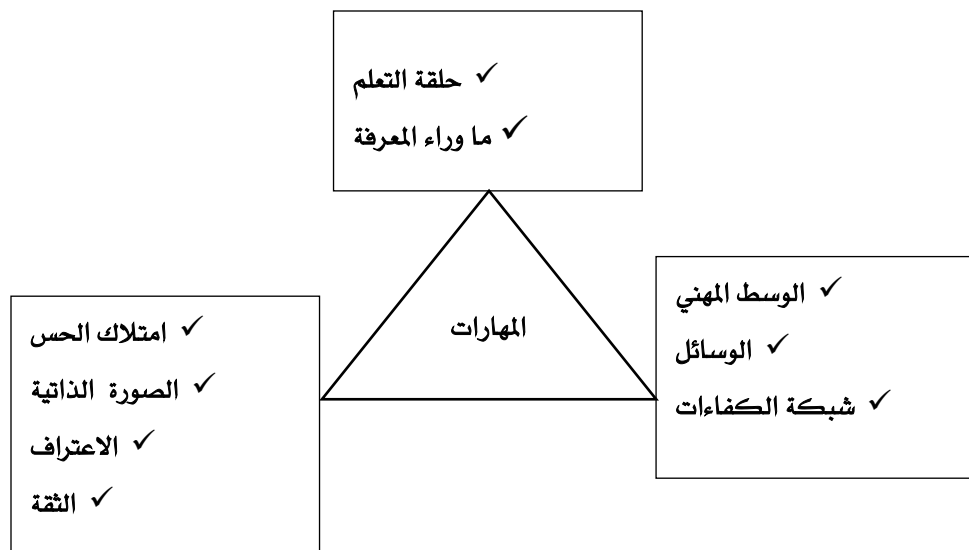 ✓ حلقة التعلم
✓ ما وراء المعرفة
✓ الوسط المهني
✓ الوسائل
✓ شبكة الكفاءات
المهارات
✓ امتلاك الحس
✓ الصورة الذاتية
✓ الاعتراف
✓ الثقة